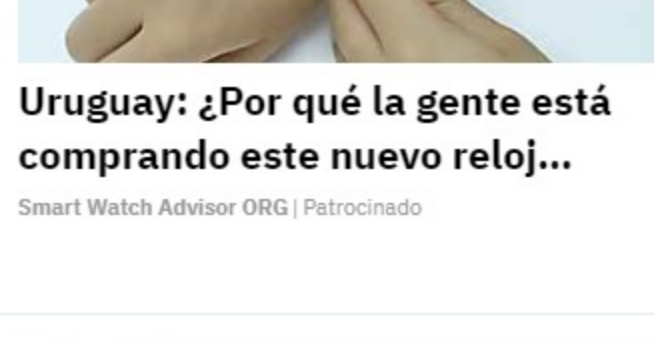 Uruguay: ¿Por qué la gente está
comprando este nuevo reloj...
Smart Watch Advisor ORG | Patrocinado